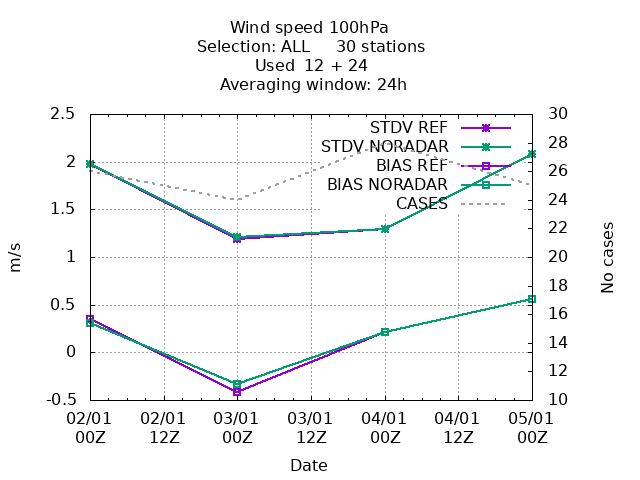 Wind speed 100hPa
Selection: ALL     30 stations
Used  12 + 24
Averaging window: 24h
2.5
2
1.5
1
0.5
0
-0.5
m/s
30
28
26
24
22
20
18
16
14
12
10
No cases
STDV REF
STDV NORADAR
BIAS REF
BIAS NORADAR
CASES
02/01 02/01 03/01 03/01 04/01 04/01 05/01
00Z 12Z 00Z 12Z 00Z 12Z 00Z
Date